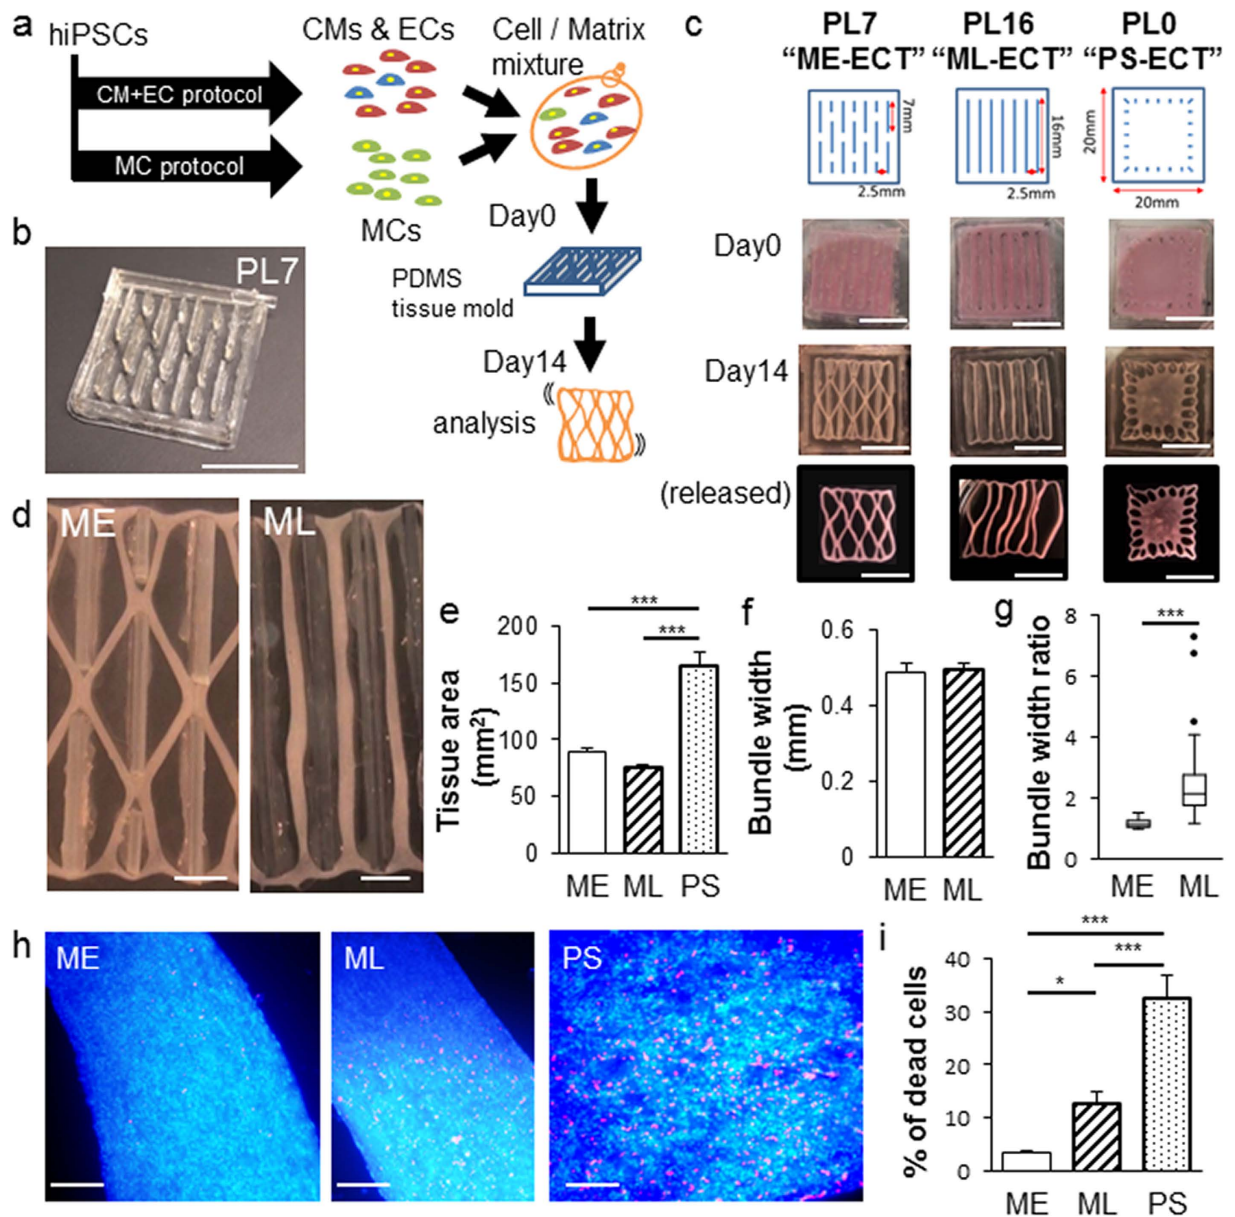 a
hiPSCs
CM+EC protocol
MC protocol
CMs & ECs
MCs
Cell / Matrix
mixture
Day0
PDMS
tissue mold
Day14
analysis
b
PL7
c
PL7
"ME-ECT"
PL16
"ML-ECT"
PL0
"PS-ECT"
7mm
2.5mm
16mm
2.5mm
20mm
20mm
Day0
Day14
(released)
d
ME
ML
e
Tissue area
(mm²)
200
150
100
50
0
***
***
ME ML PS
f
Bundle width
(mm)
0.6
0.4
0.2
0
ME ML
g
Bundle width ratio
8
6
4
2
0
***
ME ML
h
ME
ML
PS
i
% of dead cells
40
30
20
10
0
***
***
*
ME ML PS